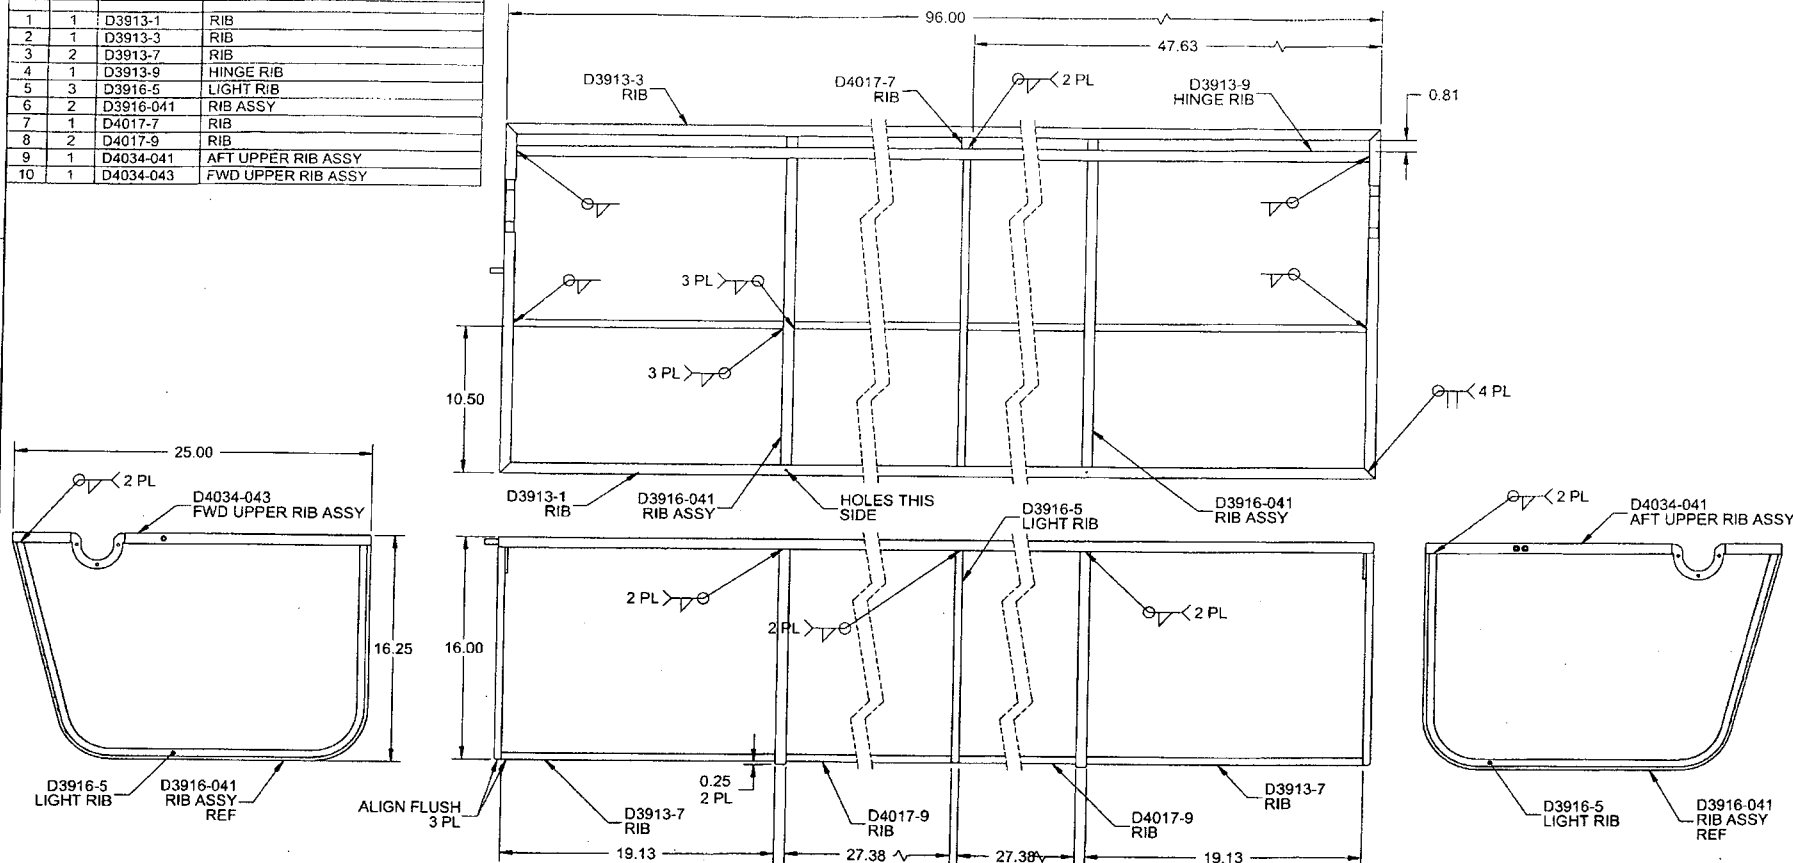 1 1 D3913-1 RIB
2 1 D3913-3 RIB
3 2 D3913-7 RIB
4 1 D3913-9 HINGE RIB
5 3 D3916-5 LIGHT RIB
6 2 D3916-041 RIB ASSY
7 1 D4017-7 RIB
8 2 D4017-9 RIB
9 1 D4034-041 AFT UPPER RIB ASSY
10 1 D4034-043 FWD UPPER RIB ASSY
96.00
47.63
D3913-3
RIB
D4017-7
RIB
2 PL
D3913-9
HINGE RIB
0.81
3 PL
3 PL
10.50
4 PL
D3913-1
RIB
D3916-041
RIB ASSY
HOLES THIS
SIDE
D3916-041
RIB ASSY
25.00
2 PL
D4034-043
FWD UPPER RIB ASSY
16.25
D3916-5
LIGHT RIB
D3916-041
RIB ASSY
REF
16.00
D3916-5
LIGHT RIB
2 PL
2 PL
2 PL
ALIGN FLUSH
3 PL
D3913-7
RIB
0.25
2 PL
D4017-9
RIB
D4017-9
RIB
D3913-7
RIB
19.13
27.38
27.38
19.13
2 PL
D4034-041
AFT UPPER RIB ASSY
D3916-5
LIGHT RIB
D3916-041
RIB ASSY
REF